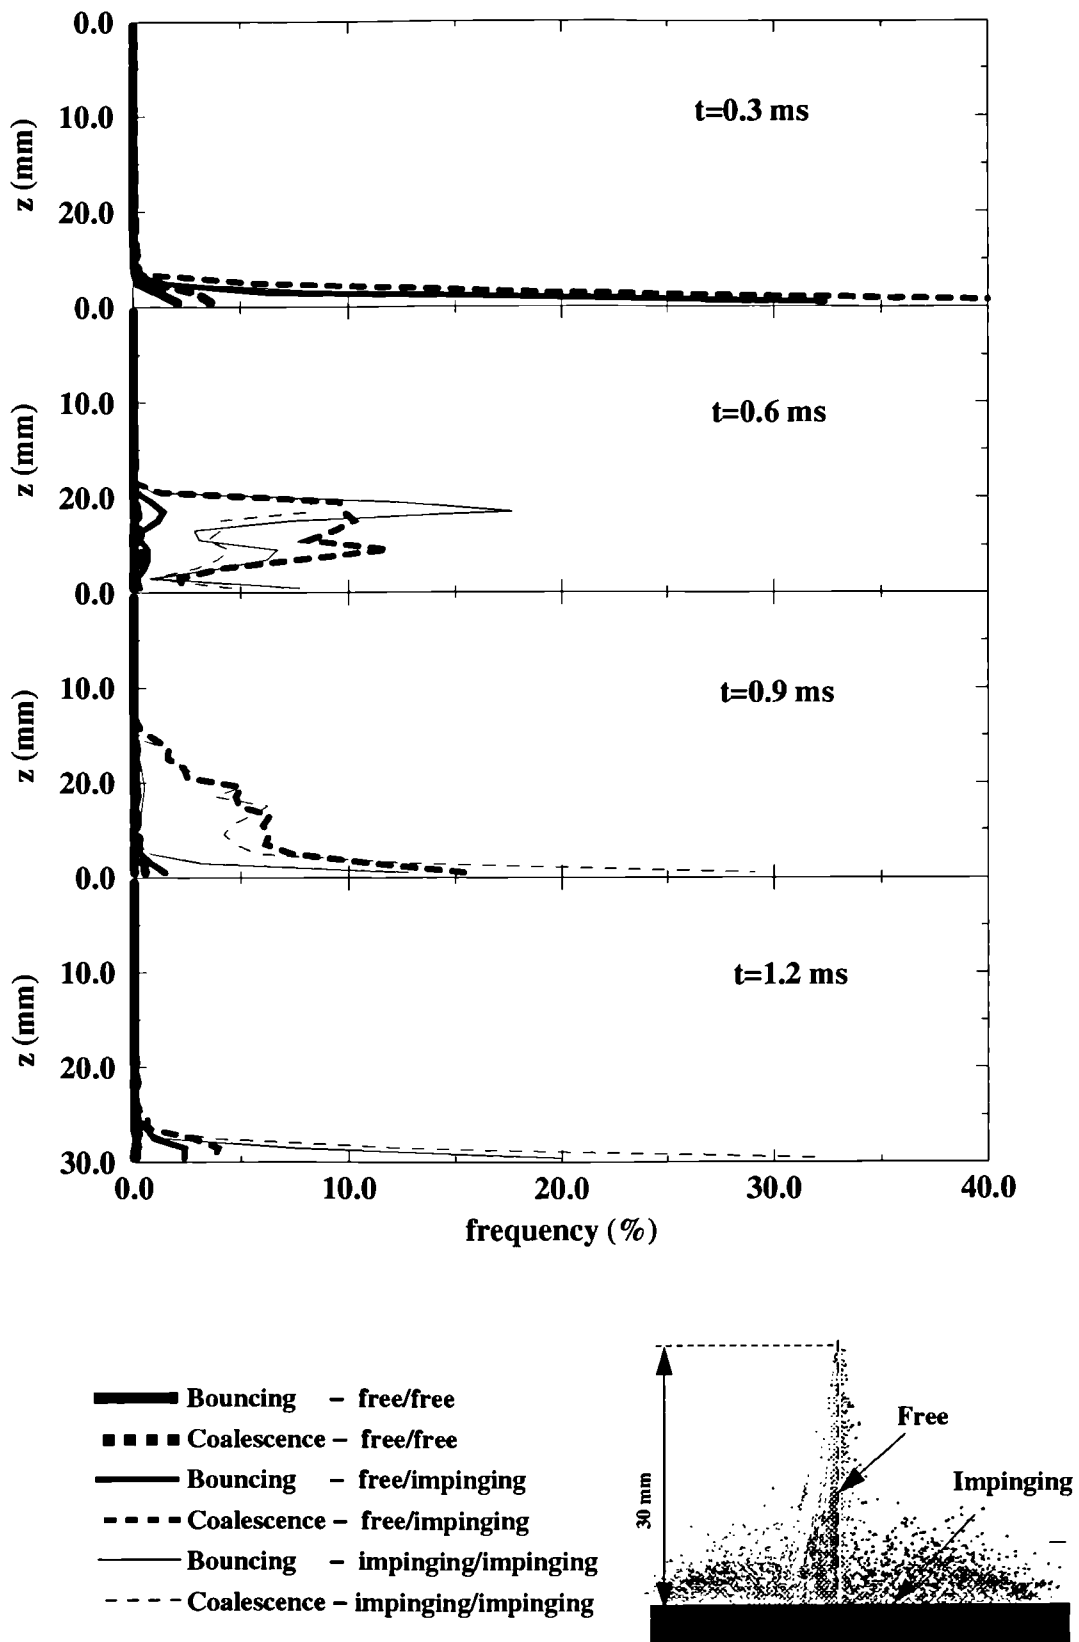 0.0
10.0
20.0
z (mm)
t=0.3 ms
0.0
10.0
20.0
z (mm)
t=0.6 ms
0.0
10.0
20.0
z (mm)
t=0.9 ms
0.0
10.0
20.0
30.0
z (mm)
t=1.2 ms
0.0 10.0 20.0 30.0 40.0
frequency (%)
Bouncing – free/free
Coalescence – free/free
Bouncing – free/impinging
Coalescence – free/impinging
Bouncing – impinging/impinging
Coalescence – impinging/impinging
30 mm
Free
Impinging